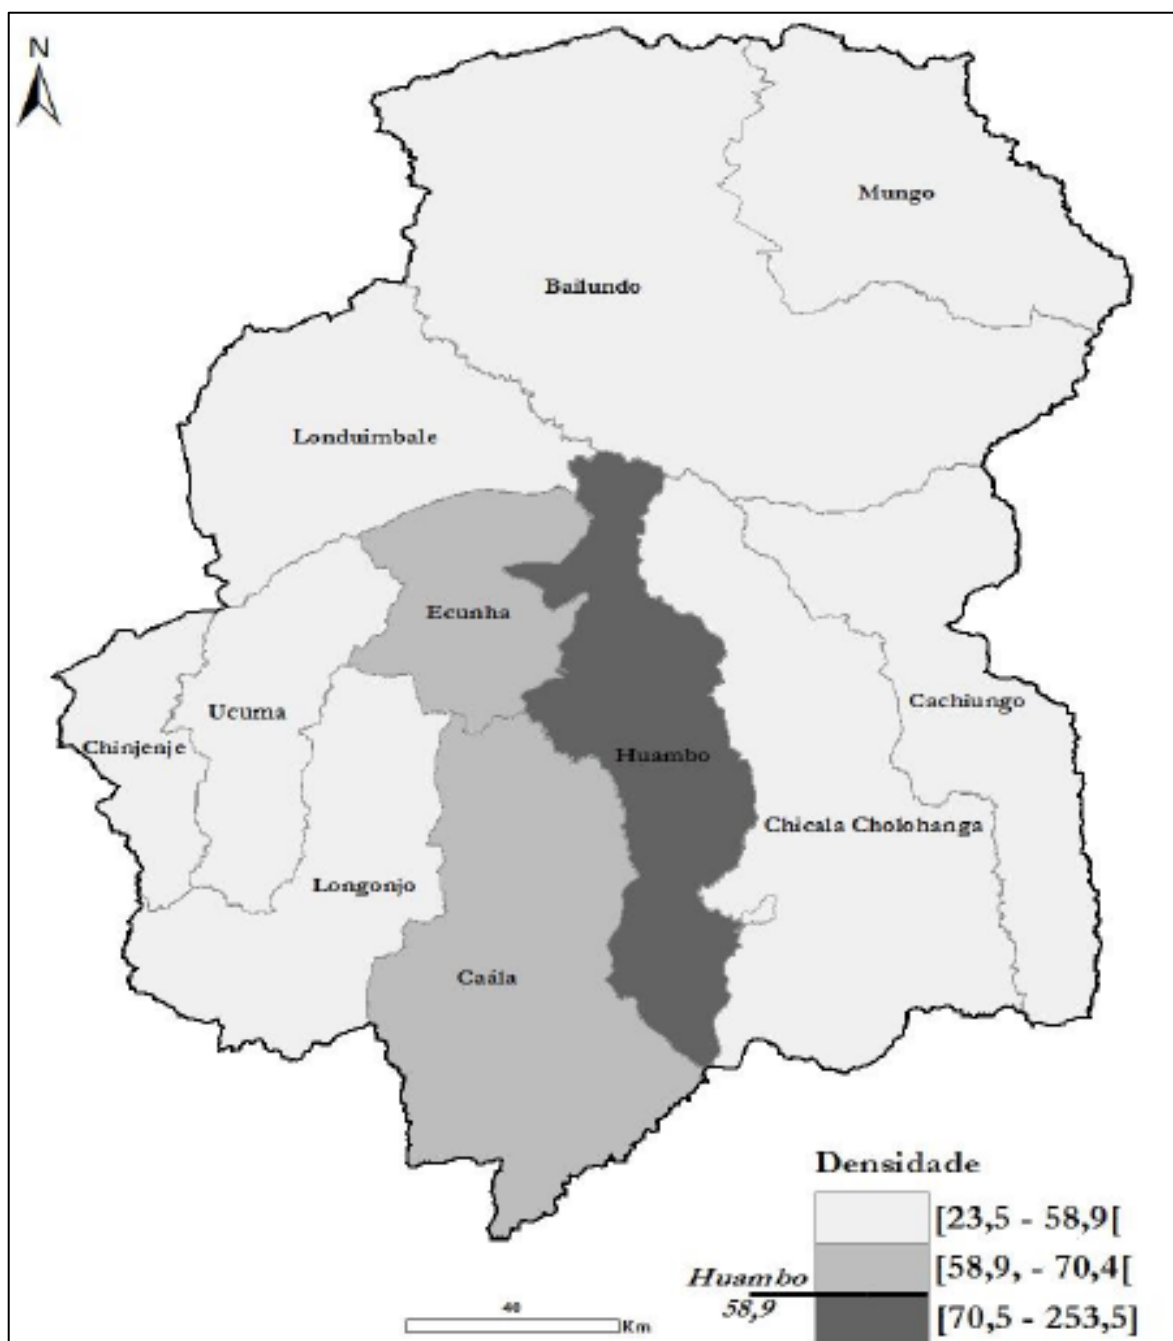 N
Mungo
Bailundo
Londuimbale
Ecunha
Ucuma
Cachiungo
Chinjenje
Huambo
Chicala Cholohanga
Longonjo
Caála
Densidade
[23,5 - 58,9[
[58,9, - 70,4[
Huambo
58,9
[70,5 - 253,5]
40
Km